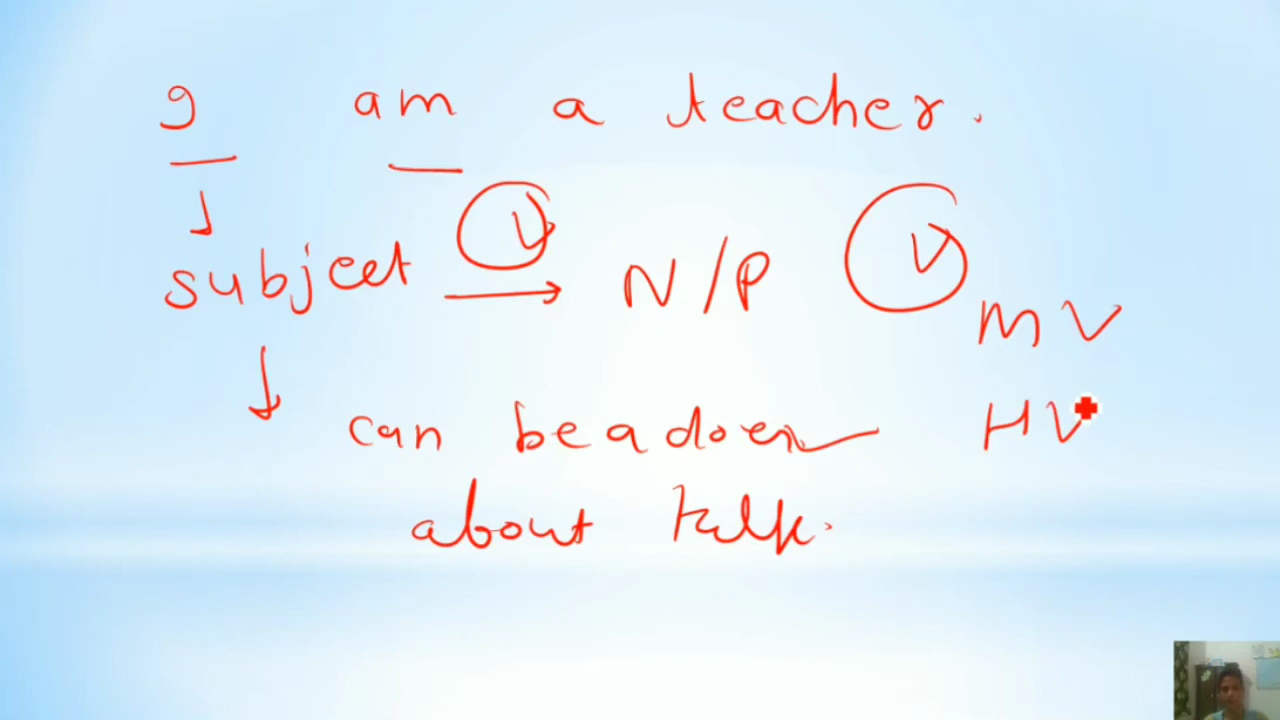 I am a teacher.
V
subject → N/P V
MV
can be a doer HV
about talk.